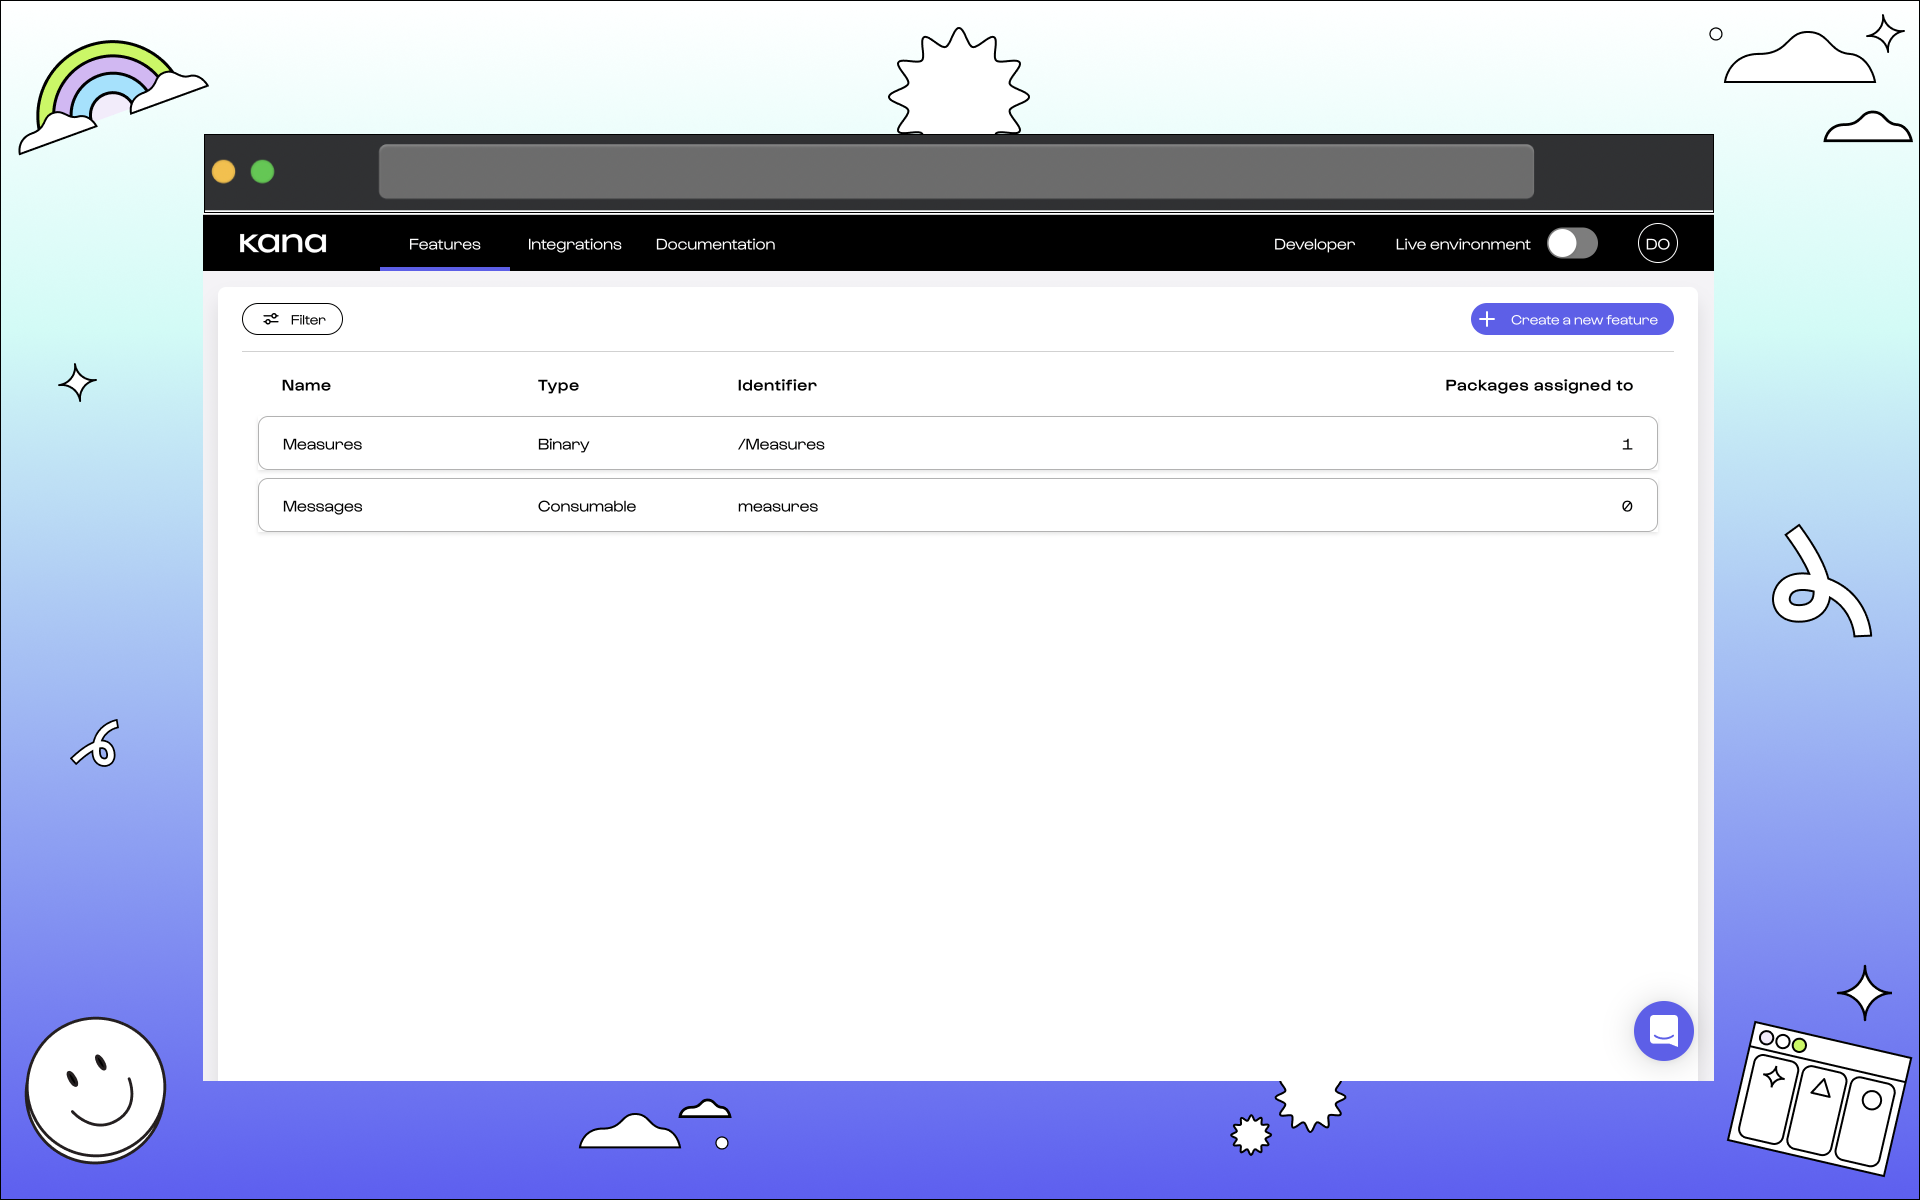 kana Features Integrations Documentation Developer Live environment DO
Filter Create a new feature
Name Type Identifier Packages assigned to
Measures Binary /Measures 1
Messages Consumable measures 0